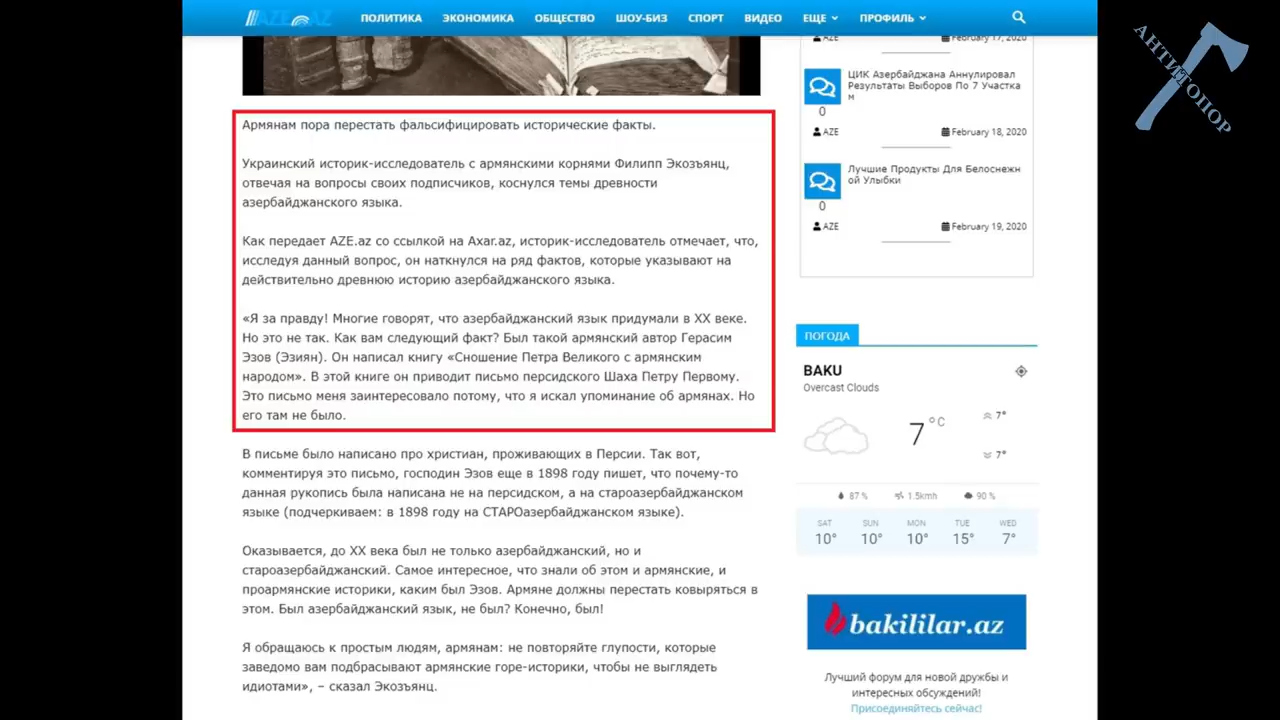 AZE.AZ
ПОЛИТИКА ЭКОНОМИКА ОБЩЕСТВО ШОУ-БИЗ СПОРТ ВИДЕО ЕЩЕ ПРОФИЛЬ
АНТИТОПОР
Армянам пора перестать фальсифицировать исторические факты.
Украинский историк-исследователь с армянскими корнями Филипп Экозъянц,
отвечая на вопросы своих подписчиков, коснулся темы древности
азербайджанского языка.
Как передает AZE.az со ссылкой на Axar.az, историк-исследователь отмечает, что,
исследуя данный вопрос, он наткнулся на ряд фактов, которые указывают на
действительно древнюю историю азербайджанского языка.
«Я за правду! Многие говорят, что азербайджанский язык придумали в XX веке.
Но это не так. Как вам следующий факт? Был такой армянский автор Герасим
Эзов (Эзиян). Он написал книгу «Сношение Петра Великого с армянским
народом». В этой книге он приводит письмо персидского Шаха Петру Первому.
Это письмо меня заинтересовало потому, что я искал упоминание об армянах. Но
его там не было.
В письме было написано про христиан, проживающих в Персии. Так вот,
комментируя это письмо, господин Эзов еще в 1898 году пишет, что почему-то
данная рукопись была написана не на персидском, а на староазербайджанском
языке (подчеркиваем: в 1898 году на СТАРОазербайджанском языке).
Оказывается, до XX века был не только азербайджанский, но и
староазербайджанский. Самое интересное, что знали об этом и армянские, и
проармянские историки, каким был Эзов. Армяне должны перестать ковыряться в
этом. Был азербайджанский язык, не был? Конечно, был!
Я обращаюсь к простым людям, армянам: не повторяйте глупости, которые
заведомо вам подбрасывают армянские горе-историки, чтобы не выглядеть
идиотами», – сказал Экозъянц.
AZE February 17, 2020
ЦИК Азербайджана Аннулировал
Результаты Выборов По 7 Участка
м
0
AZE February 18, 2020
Лучшие Продукты Для Белоснежн
ой Улыбки
0
AZE February 19, 2020
ПОГОДА
BAKU
Overcast Clouds
7 °C
7°
7°
87 % 1.5kmh 90 %
SAT SUN MON TUE WED
10° 10° 10° 15° 7°
bakililar.az
Лучший форум для новой дружбы и
интересных обсуждений!
Присоединяйтесь сейчас!